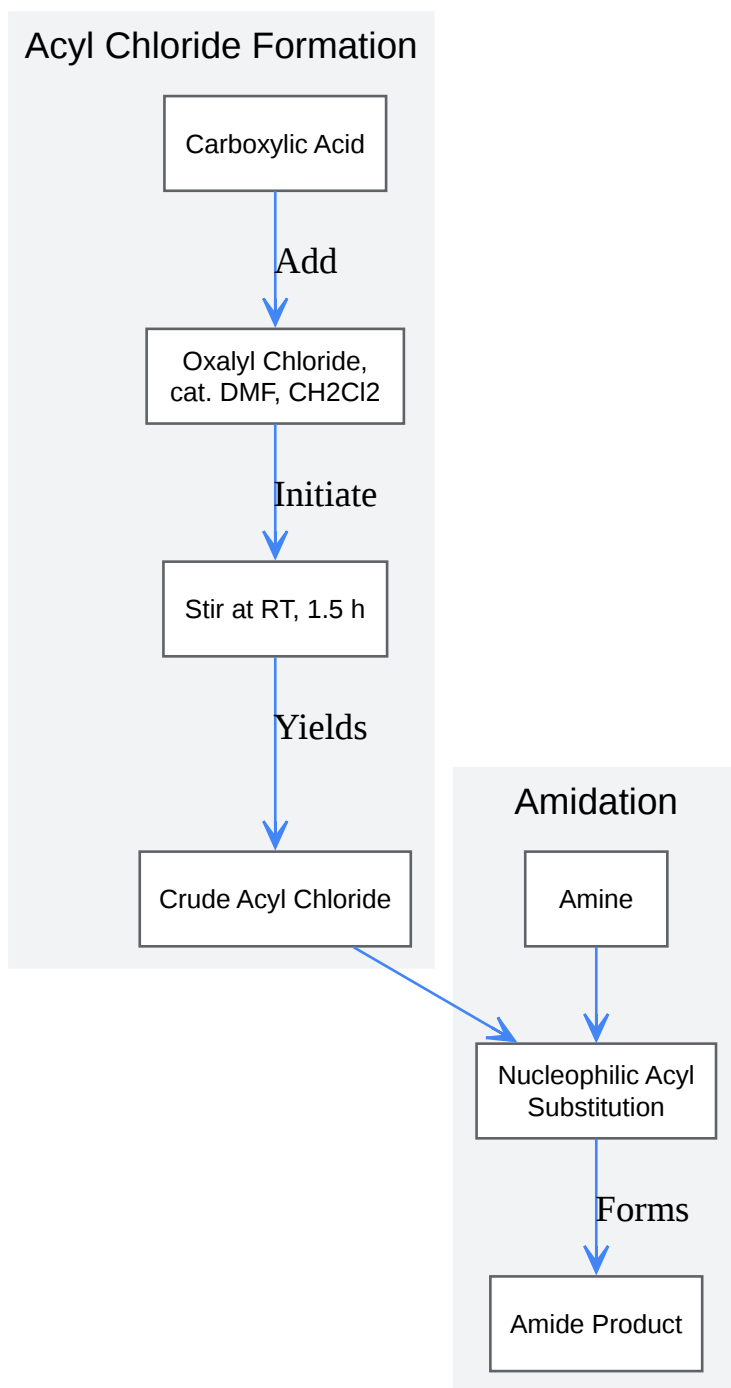 Acyl Chloride Formation
Carboxylic Acid
Add
Oxalyl Chloride,
cat. DMF, CH2Cl2
Initiate
Stir at RT, 1.5 h
Yields
Crude Acyl Chloride
Amidation
Amine
Nucleophilic Acyl
Substitution
Forms
Amide Product